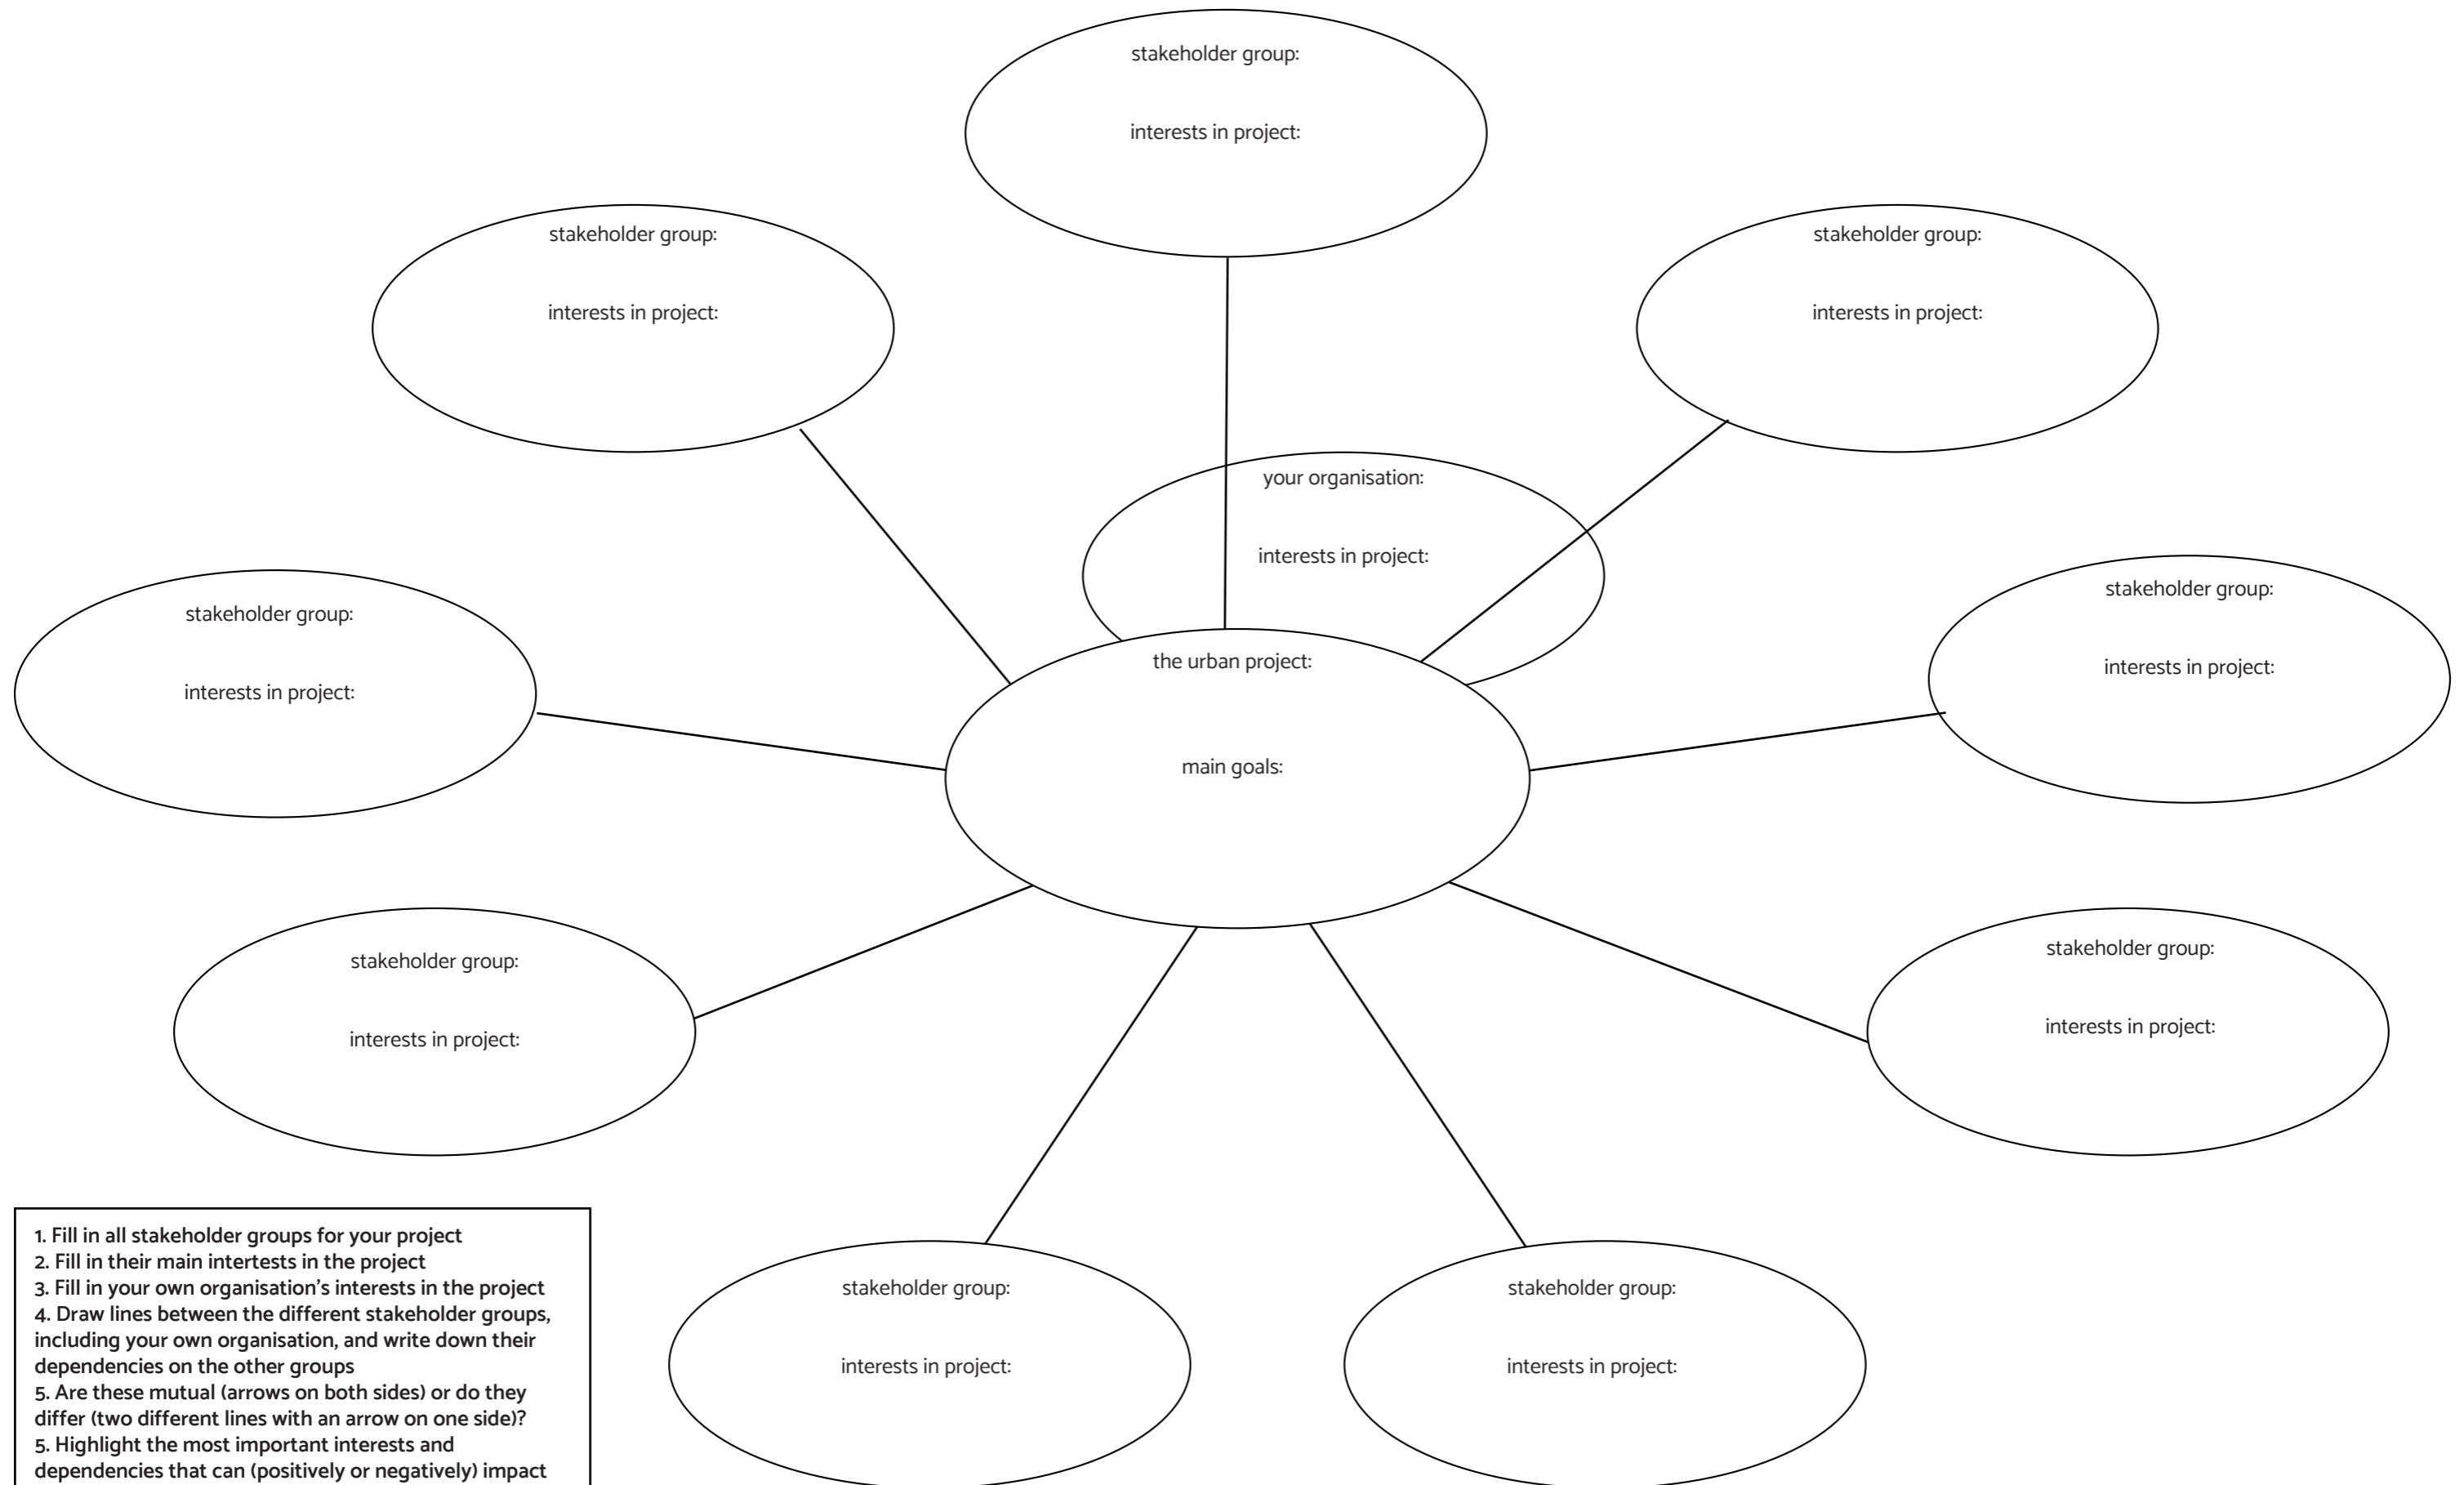 stakeholder group:
interests in project:
stakeholder group:
interests in project:
stakeholder group:
interests in project:
your organisation:
interests in project:
stakeholder group:
interests in project:
stakeholder group:
interests in project:
the urban project:
main goals:
stakeholder group:
interests in project:
stakeholder group:
interests in project:
stakeholder group:
interests in project:
stakeholder group:
interests in project:
1. Fill in all stakeholder groups for your project
2. Fill in their main intertests in the project
3. Fill in your own organisation's interests in the project
4. Draw lines between the different stakeholder groups,
including your own organisation, and write down their
dependencies on the other groups
5. Are these mutual (arrows on both sides) or do they
differ (two different lines with an arrow on one side)?
5. Highlight the most important interests and
dependencies that can (positively or negatively) impact